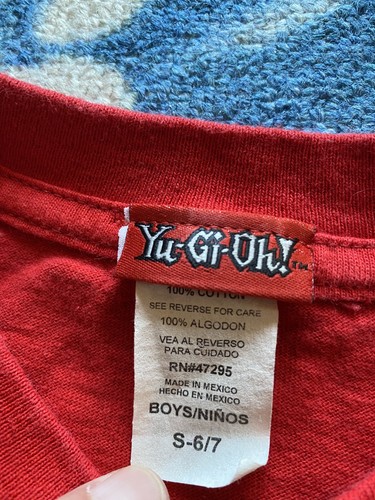 Yu-Gi-Oh!™
100% COTTON
SEE REVERSE FOR CARE
100% ALGODON
VEA AL REVERSO
PARA CUIDADO
RN#47295
MADE IN MEXICO
HECHO EN MEXICO
BOYS/NIÑOS
S-6/7